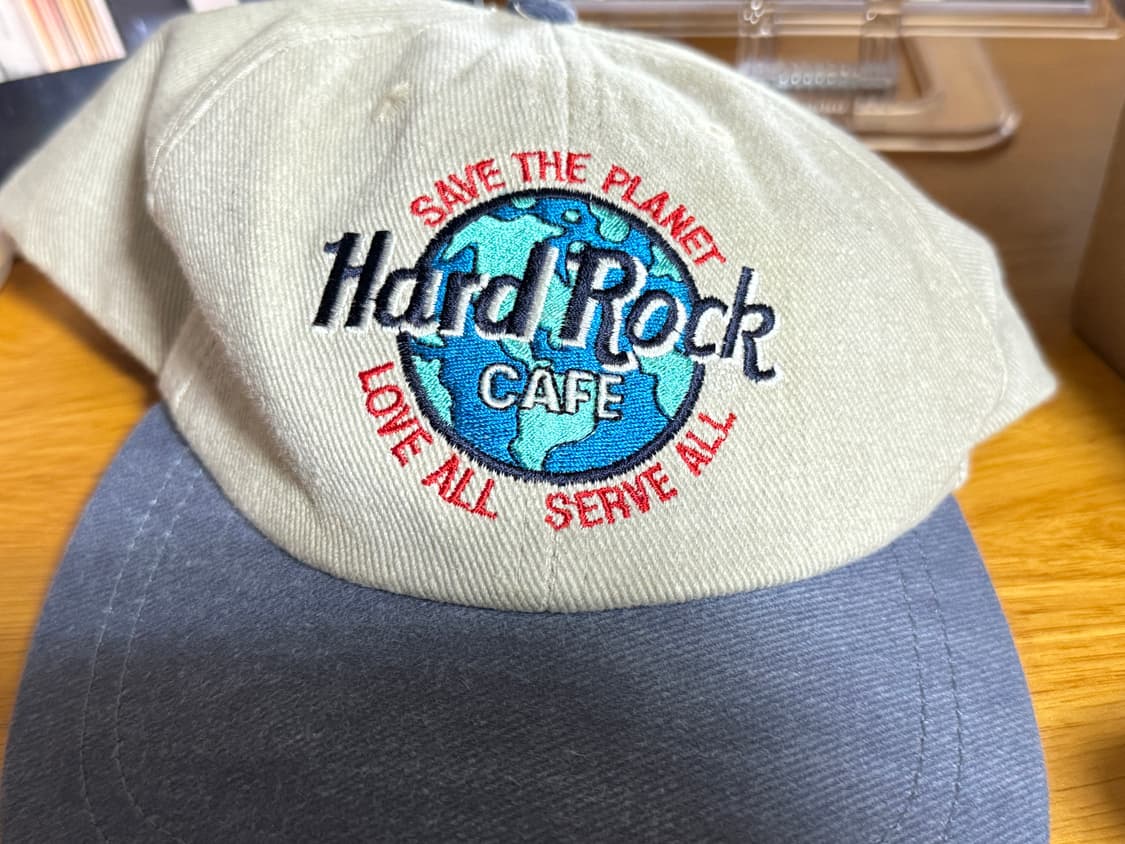 SAVE THE PLANET
Hard Rock
CAFE
LOVE ALL SERVE ALL